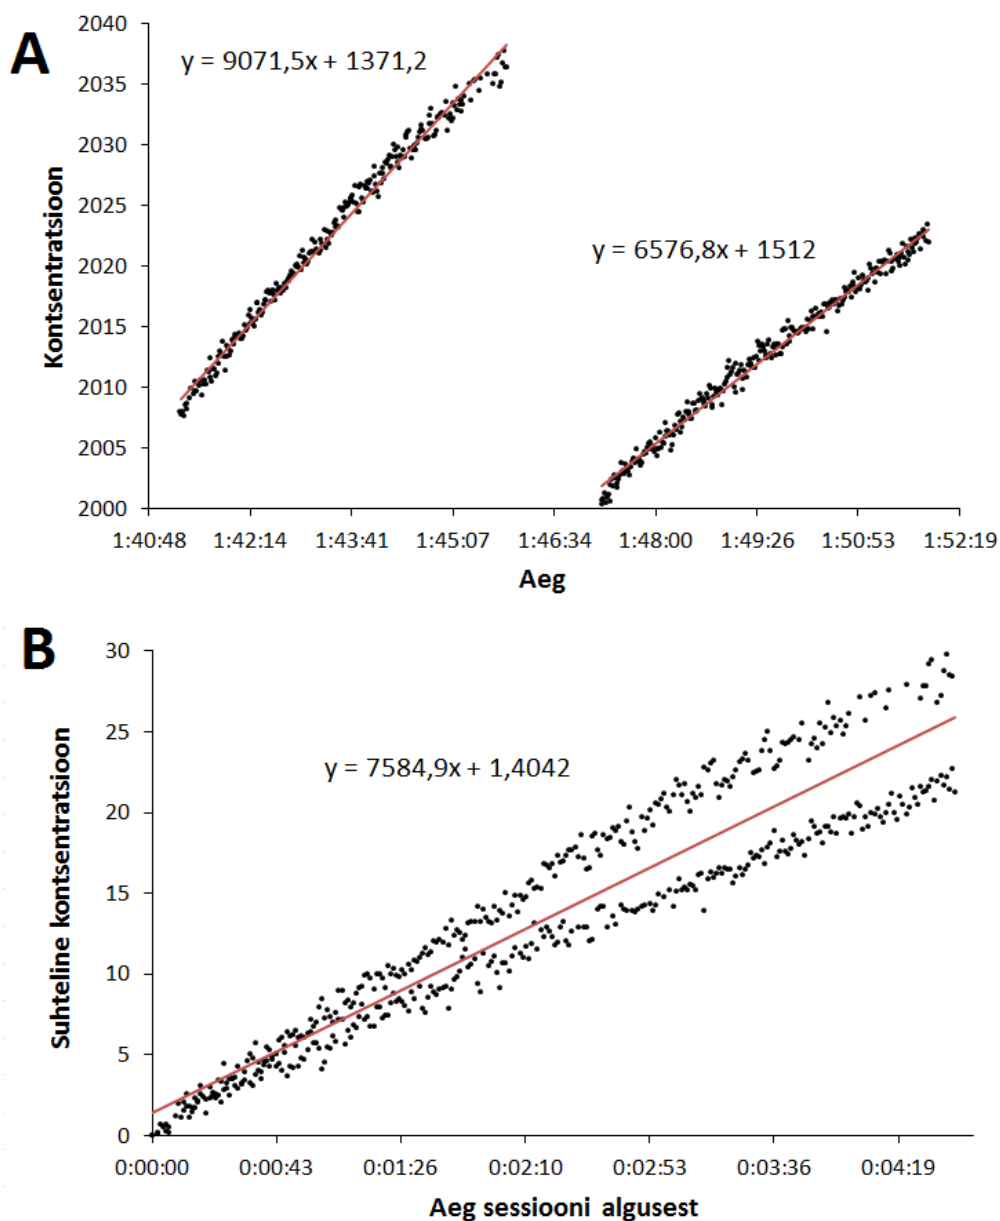 A
y = 9071,5x + 1371,2
y = 6576,8x + 1512
Kontsentratsioon
2040
2035
2030
2025
2020
2015
2010
2005
2000
1:40:48 1:42:14 1:43:41 1:45:07 1:46:34 1:48:00 1:49:26 1:50:53 1:52:19
Aeg
B
y = 7584,9x + 1,4042
Suhteline kontsentratsioon
30
25
20
15
10
5
0
0:00:00 0:00:43 0:01:26 0:02:10 0:02:53 0:03:36 0:04:19
Aeg sessiooni algusest